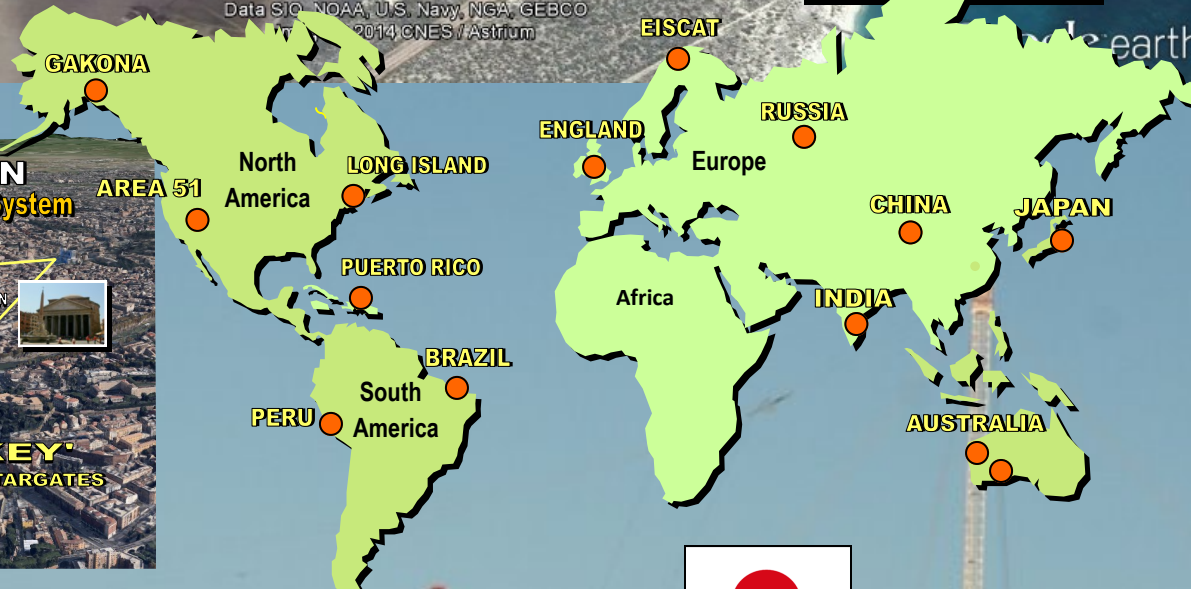 Data SIO, NOAA, U.S. Navy, NGA, GEBCO
2014 CNES / Astrium
earth
EISCAT
GAKONA
RUSSIA
ENGLAND
Europe
North
America
LONG ISLAND
N
AREA 51
ystem
CHINA
JAPAN
PUERTO RICO
N
Africa
INDIA
BRAZIL
South
America
PERU
AUSTRALIA
KEY'
TARGATES